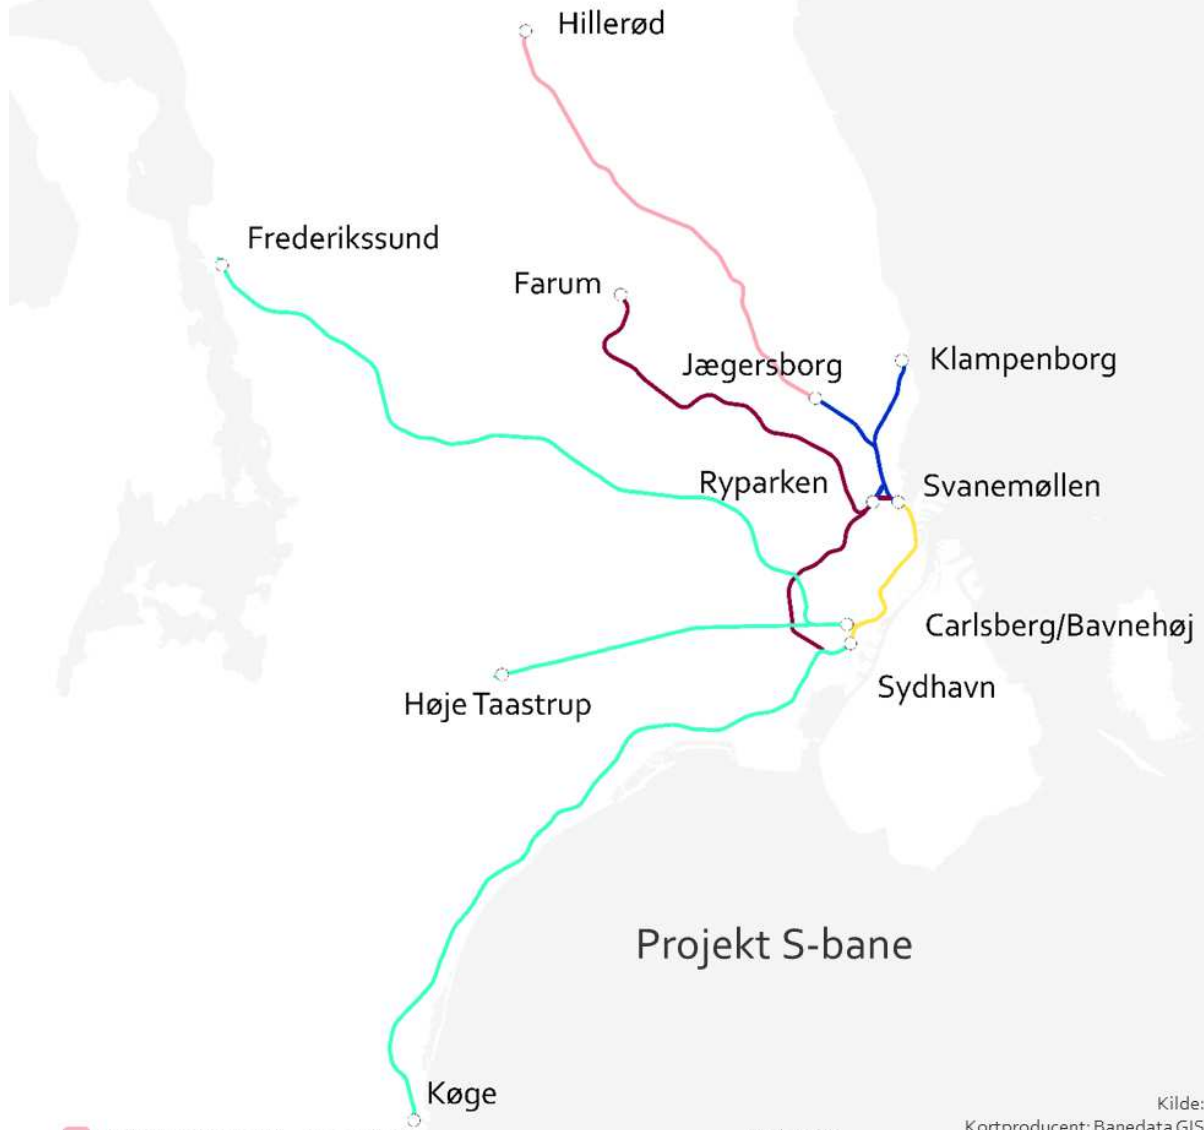 Hillerød
Frederikssund
Farum
Jægersborg
Klampenborg
Ryparken
Svanemøllen
Carlsberg/Bavnehøj
Sydhavn
Høje Taastrup
Projekt S-bane
Køge
Kilde:
Kortproducent: Banedata GIS